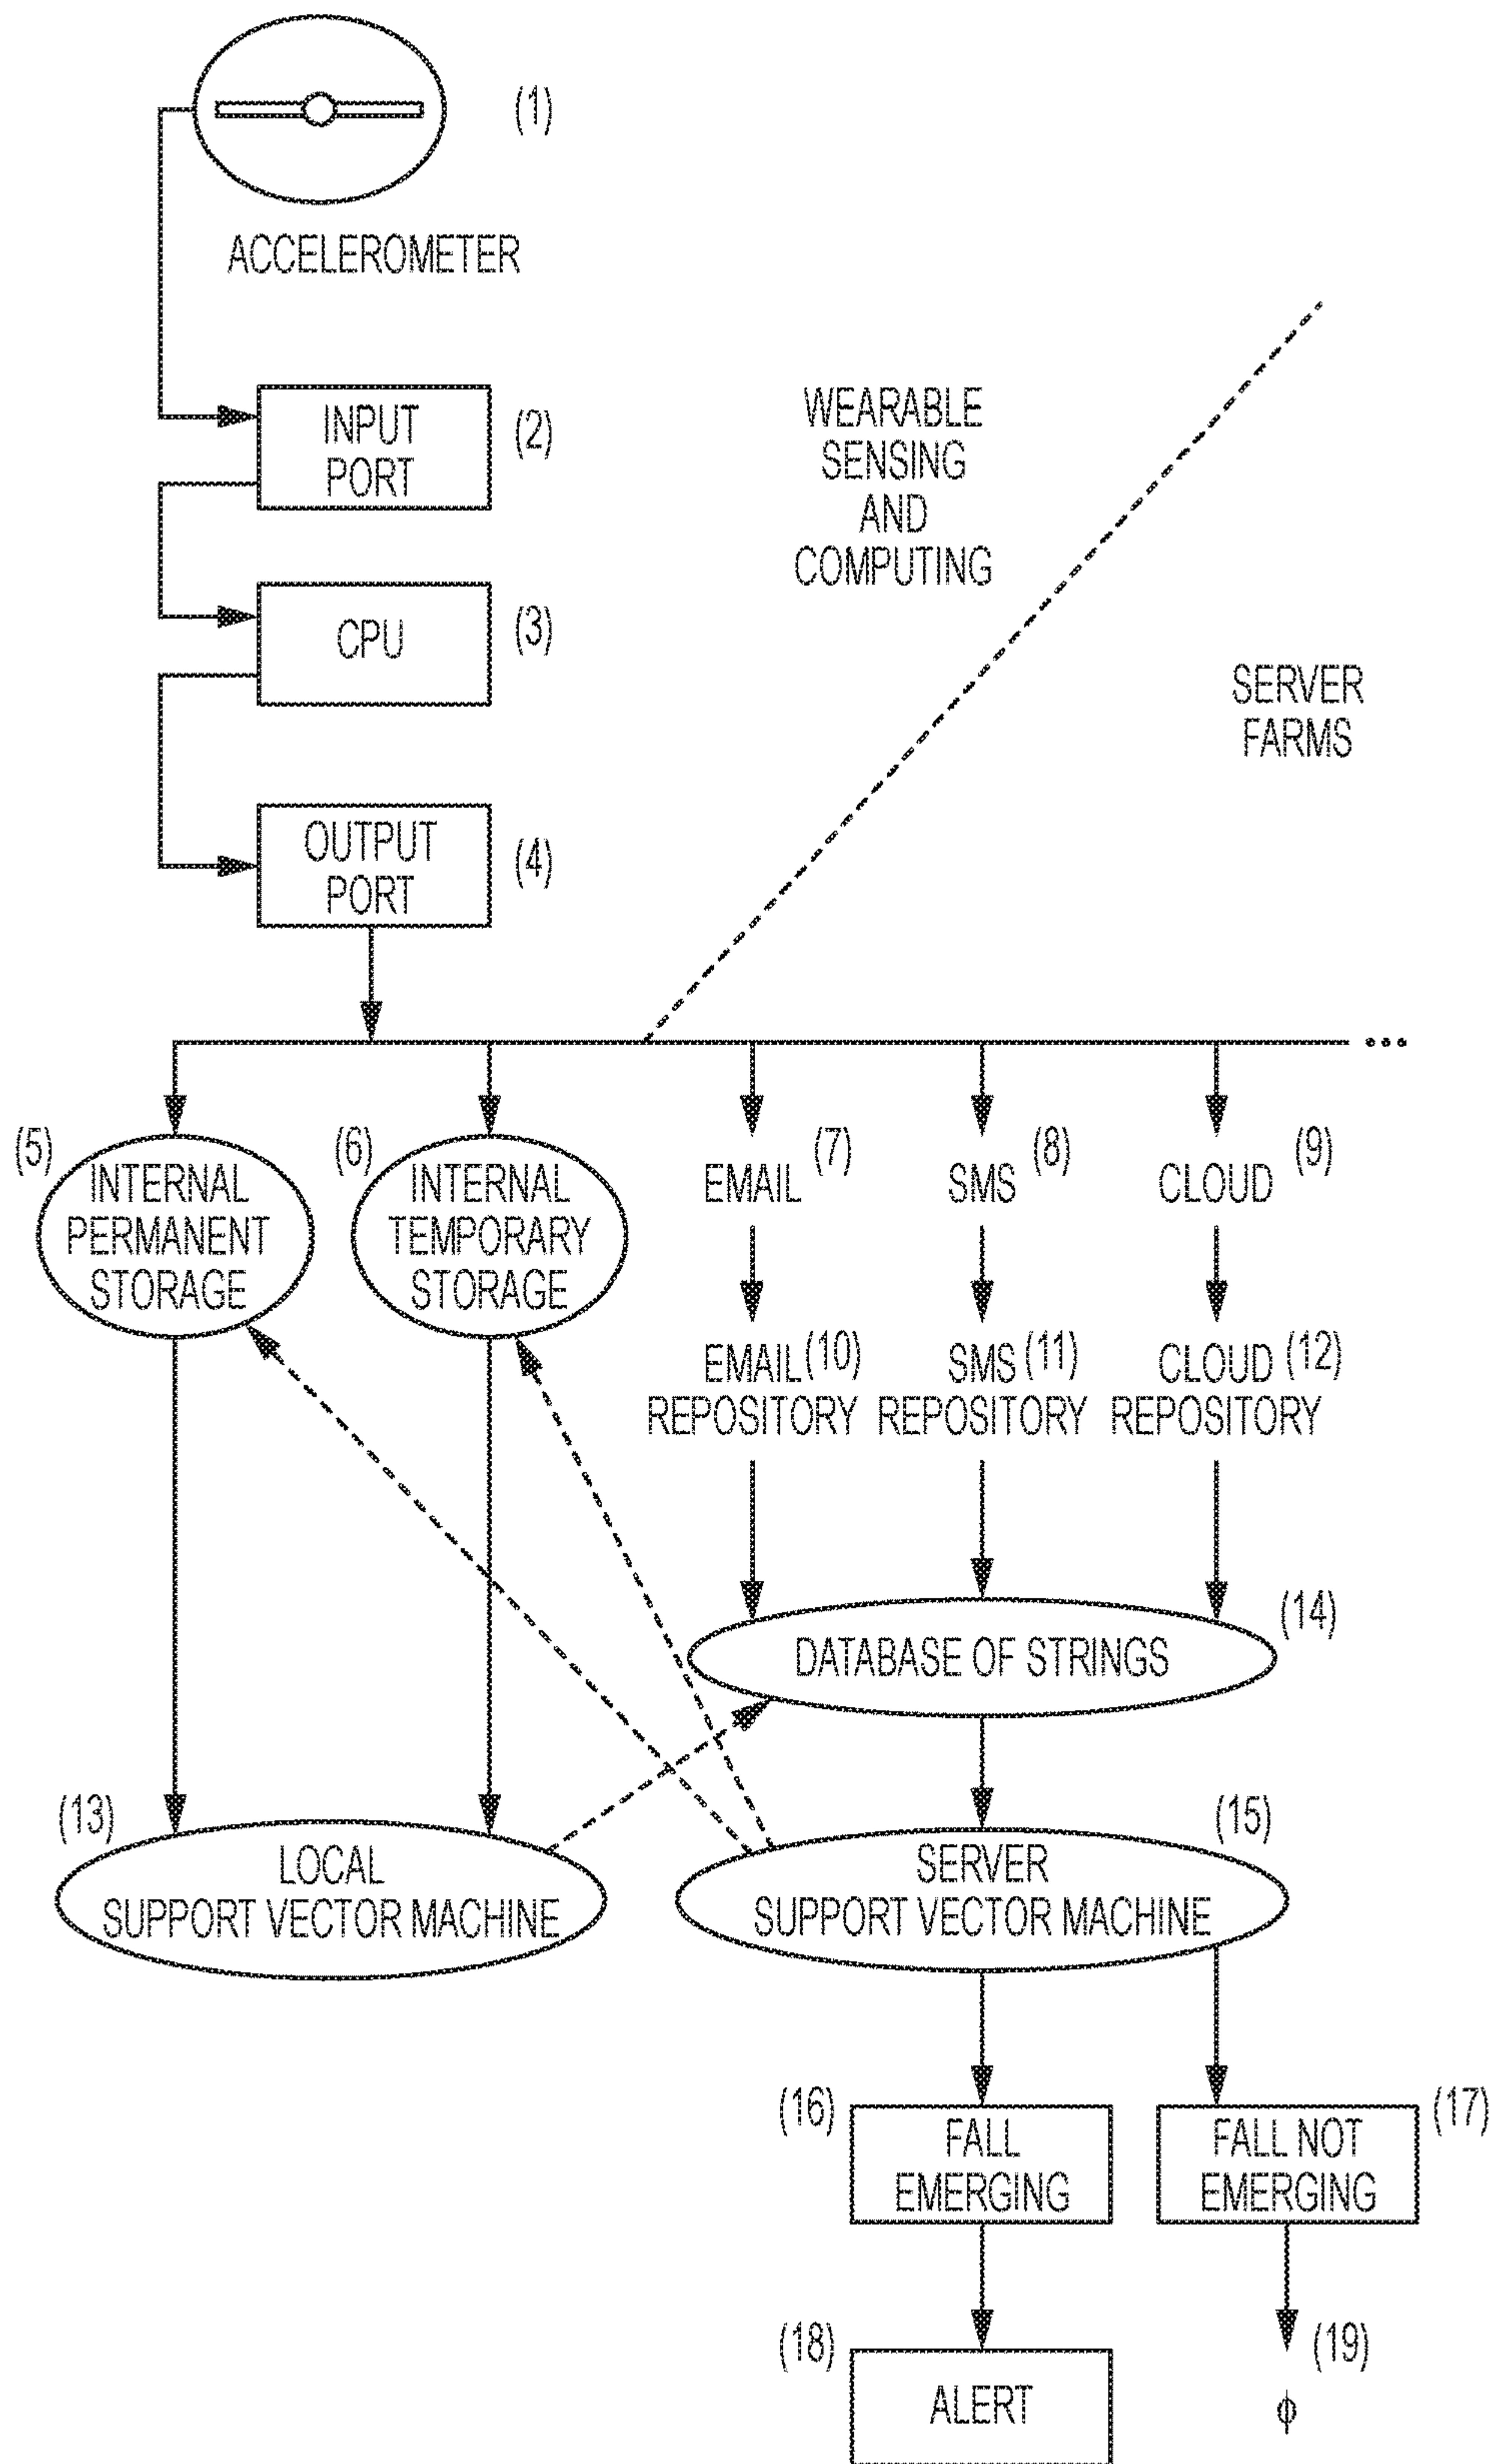 (1)
ACCELEROMETER
INPUT
PORT
(2)
WEARABLE
SENSING
AND
COMPUTING
CPU
(3)
SERVER
FARMS
OUTPUT
PORT
(4)
...
(5)
INTERNAL
PERMANENT
STORAGE
(6)
INTERNAL
TEMPORARY
STORAGE
EMAIL
(7)
SMS
(8)
CLOUD
(9)
EMAIL (10)
REPOSITORY
SMS (11)
REPOSITORY
CLOUD (12)
REPOSITORY
(14)
DATABASE OF STRINGS
(13)
LOCAL
SUPPORT VECTOR MACHINE
(15)
SERVER
SUPPORT VECTOR MACHINE
(16)
FALL
EMERGING
FALL NOT
EMERGING
(17)
(18)
ALERT
(19)
ϕ